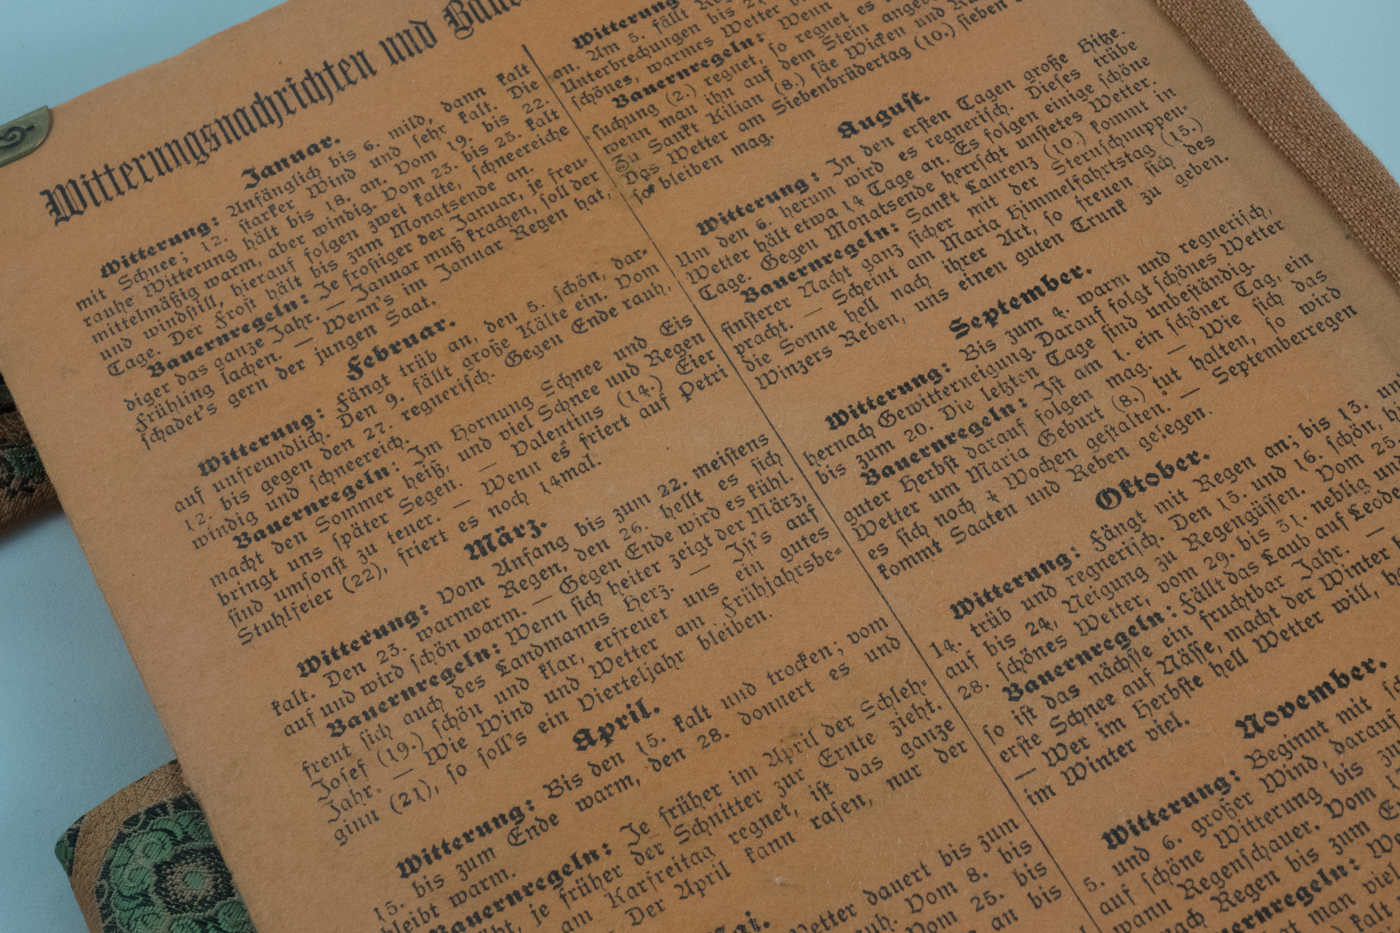 Witterungsnachrichten und
Januar.
Witterung: Anfänglich bis 6. mild, dann kalt
mit Schnee; 12. starker Wind und sehr kalt. Die
rauhe Witterung hält bis 18. an. Vom 19. bis 22.
mittelmäßig warm, aber windig. Vom 23. bis 25. kalt
und windstill, hierauf folgen zwei kalte, schneereiche
Tage. Der Frost hält bis zum Monatsende an.
Bauernregeln: Je frostiger der Januar, je freu-
diger das ganze Jahr. — Januar muß krachen, soll der
Frühling lachen. — Wenn's im Januar Regen hat,
schadet's gern der jungen Saat.
Februar.
Witterung: Fängt trüb an, den 5. schön, dar-
auf unfreundlich. Den 9. fällt große Kälte ein. Vom
12. bis gegen den 27. regnerisch. Gegen Ende rauh,
windig und schneereich.
Bauernregeln: Im Hornung Schnee und Eis
macht den Sommer heiß, und viel Schnee und Regen
bringt uns später Segen. — Valentins (14.) Eier
sind umsonst zu teuer. — Wenn es friert auf Petri
Stuhlfeier (22), friert es noch 14mal.
März.
Witterung: Vom Anfang bis zum 22. meistens
kalt. Den 23. warmer Regen, den 26. hellt es sich
auf und wird schön warm. — Gegen Ende wird es kühl.
Bauernregeln: Wenn sich heiter zeigt der März,
freut sich auch des Landmanns Herz. — Ist's auf
Josef (19.) schön und klar, erfreuet uns ein gutes
Jahr. — Wie Wind und Wetter am Frühjahrsbe-
ginn (21), so soll's ein Vierteljahr bleiben.
April.
Witterung: Bis den 15. kalt und trocken; vom
15. bis zum Ende warm, den 28. donnert es und
bleibt warm.
Bauernregeln: Je früher im April der Schleh-
blüht, je früher der Schnitter zur Ernte zieht.
am Karfreitag regnet, ist das ganze
Der April kann rasen, nur der
Wetter dauert bis zum
Vom 8. bis
Vom 25. bis
an bis
Witterung
an. Am 5. fällt
Unterbrechungen bis
schönes, warmes Wetter
Bauernregeln: Wenn
suchung (2.) regnet, so regnet es
wenn man ihn auf dem Stein
Zu Sankt Kilian (8.) säe Wicken und
Das Wetter am Siebenbrüdertag (10.) sieben
so bleiben mag.
August.
Witterung: In den ersten Tagen große Hitze.
Um den 6. herum wird es regnerisch. Dieses trübe
Wetter hält etwa 14 Tage an. Es folgen einige schöne
Tage. Gegen Monatsende herrscht unstetes Wetter.
Bauernregeln: Sankt Laurenz (10.) kommt in
finsterer Nacht ganz sicher mit der Sternschnuppen-
pracht. — Scheint am Maria Himmelfahrtstag (15.)
die Sonne hell nach ihrer Art, so freuen sich des
Winzers Reben, uns einen guten Trunk zu geben.
September.
Witterung: Bis zum 4. warm und regnerisch,
hernach Gewitterneigung. Darauf folgt schönes Wetter
bis zum 20. Die letzten Tage sind unbeständig.
Bauernregeln: Ist am 1. ein schöner Tag, ein
guter Herbst darauf folgen mag. — Wie sich das
Wetter um Maria Geburt (8.) tut halten, so wird
es sich noch 4 Wochen gestalten. — Septemberregen
kommt Saaten und Reben gelegen.
Oktober.
Witterung: Fängt mit Regen an; bis 13.
14. trüb und regnerisch. Den 15. und 16. schön,
auf bis 24, Neigung zu Regengüssen. Vom 25.
28. schönes Wetter, vom 29. bis 31. neblig
Bauernregeln: Fällt das Laub auf
so ist das nächste ein fruchtbar Jahr. —
erste Schnee auf Nässe, macht der Winter
— Wer im Herbste hell Wetter will,
im Winter viel.
November.
Witterung: Beginnt mit
5. und 6. großer Wind,
auf schöne Witterung bis
wann Regenschauer. Vom
nach Regen bis zum
man viel
kalt